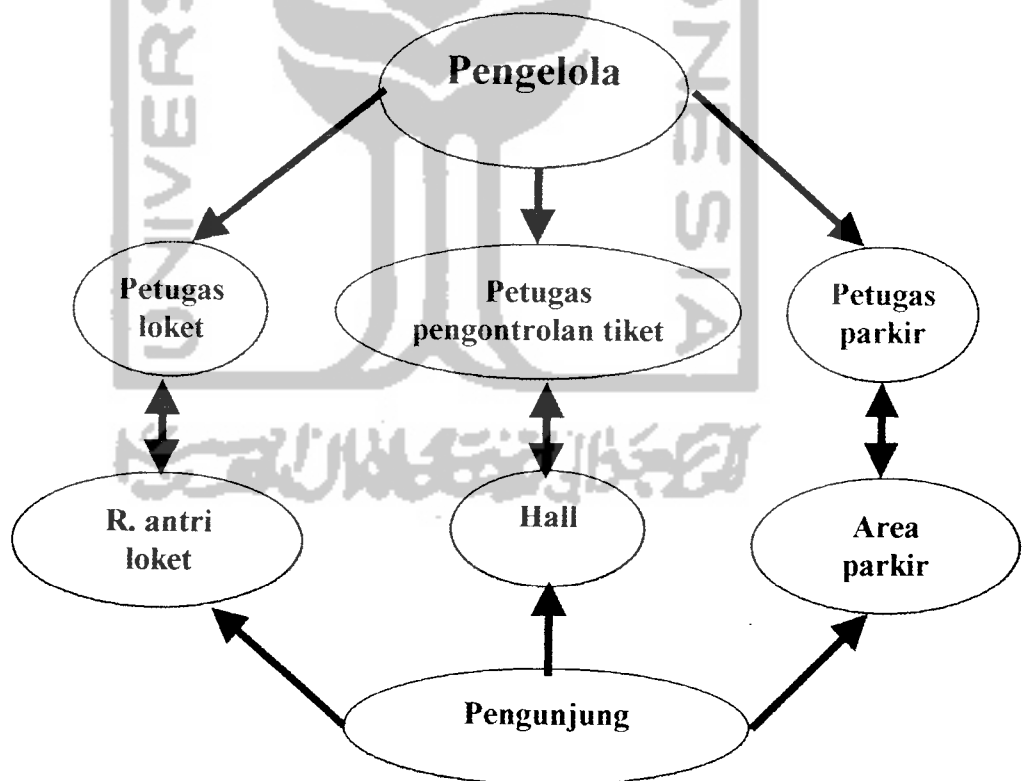 Pengelola
Petugas
loket
Petugas
pengontrolan tiket
Petugas
parkir
R. antri
loket
Hall
Area
parkir
Pengunjung